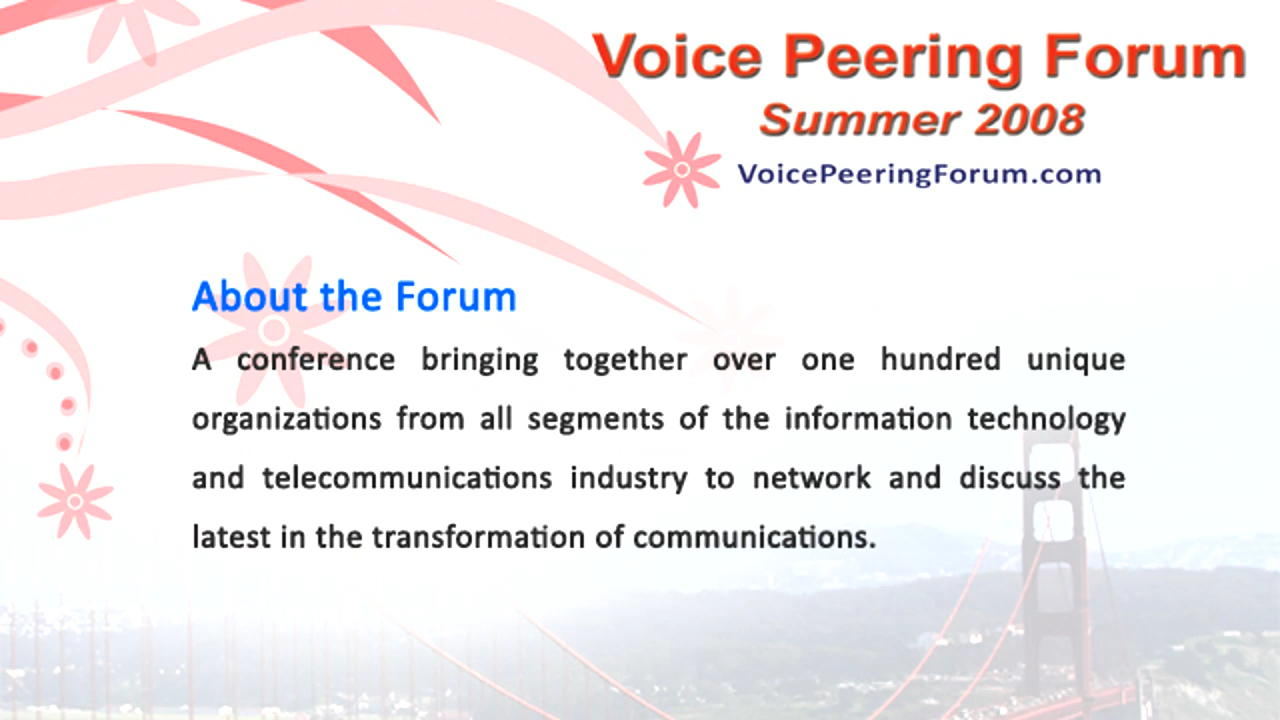 Voice Peering Forum
Summer 2008
VoicePeeringForum.com
About the Forum
A conference bringing together over one hundred unique
organizations from all segments of the information technology
and telecommunications industry to network and discuss the
latest in the transformation of communications.